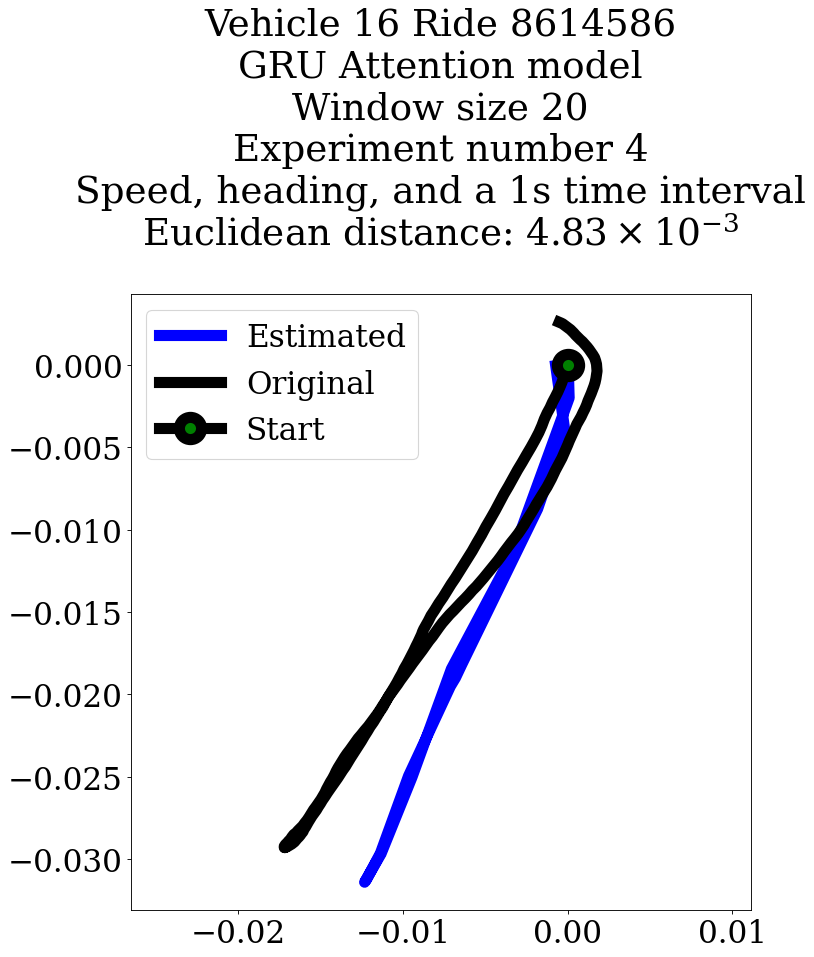 Vehicle 16 Ride 8614586
GRU Attention model
Window size 20
Experiment number 4
Speed, heading, and a 1s time interval
Euclidean distance: 4.83 × 10⁻³
Estimated
Original
Start
0.000
−0.005
−0.010
−0.015
−0.020
−0.025
−0.030
−0.02 −0.01 0.00 0.01